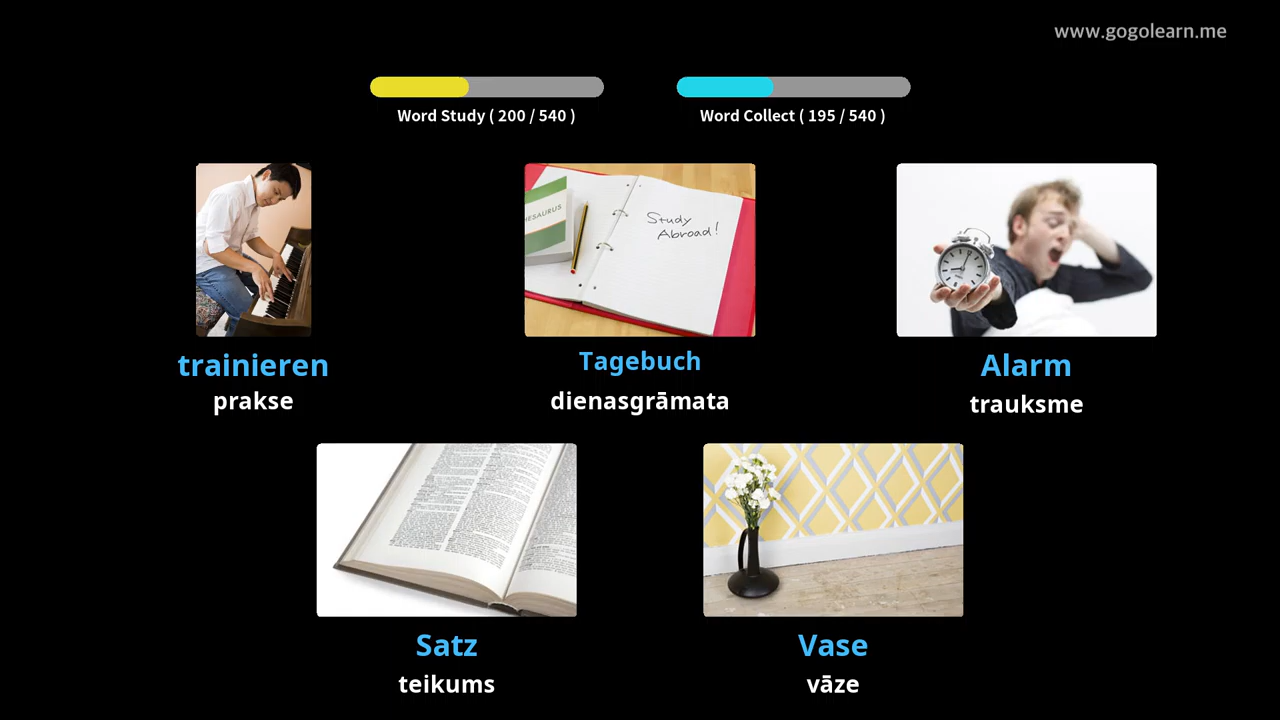 www.gogolearn.me
Word Study ( 200 / 540 )
Word Collect ( 195 / 540 )
THESAURUS
Study
Abroad!
trainieren
prakse
Tagebuch
dienasgrāmata
Alarm
trauksme
Satz
teikums
Vase
vāze